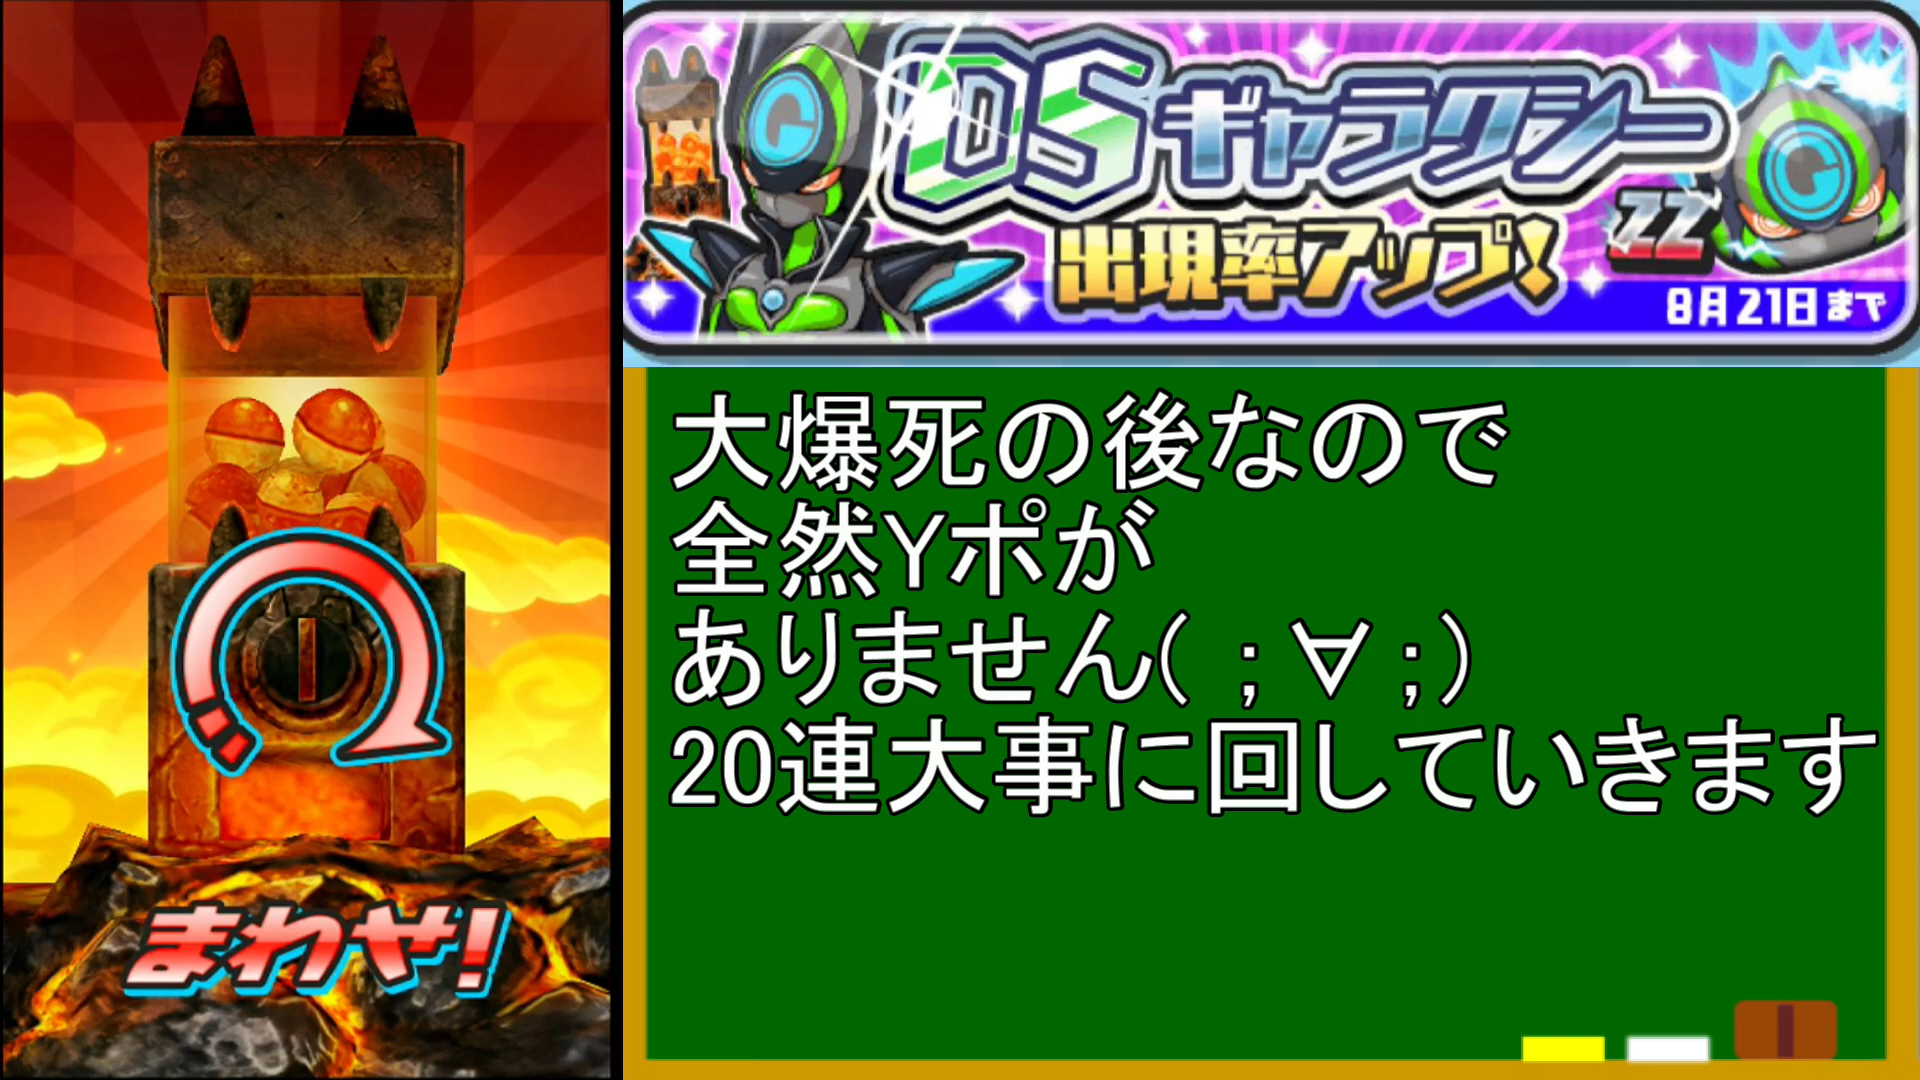 まわせ!
DSギャラクシー
出現率アップ!
ZZ
8月21日まで
大爆死の後なので
全然Yポが
ありません( ; ∀ ; )
20連大事に回していきます